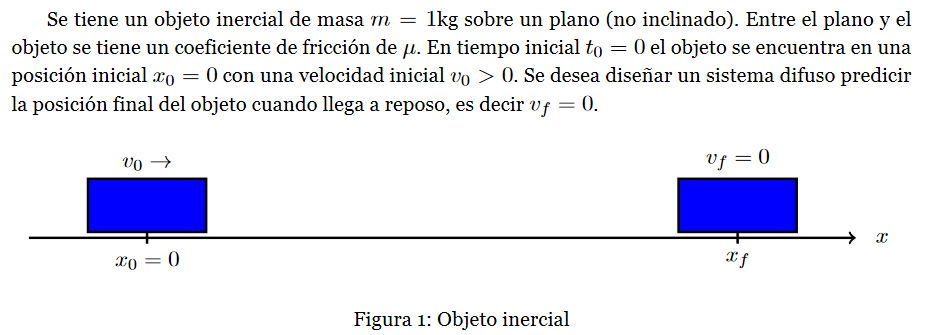 Se tiene un objeto inercial de masa m = 1kg sobre un plano (no inclinado). Entre el plano y el
objeto se tiene un coeficiente de fricción de μ. En tiempo inicial t₀ = 0 el objeto se encuentra en una
posición inicial x₀ = 0 con una velocidad inicial v₀ > 0. Se desea diseñar un sistema difuso predicir
la posición final del objeto cuando llega a reposo, es decir v_f = 0.
v₀ →
v_f = 0
x
x₀ = 0
x_f
Figura 1: Objeto inercial